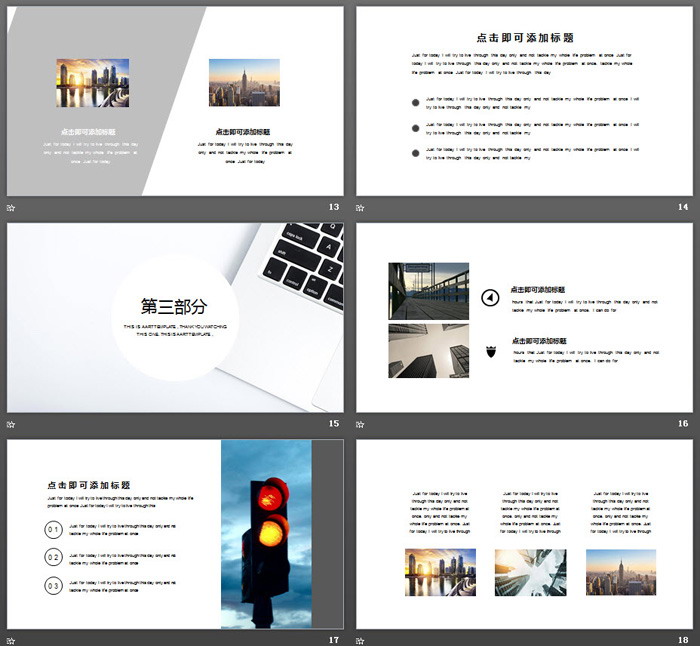 点击即可添加标题
Just for today I will try to live through this day
only and not tackle my whole life problem at
once Just for today
点击即可添加标题
Just for today I will try to live through this day
only and not tackle my whole life problem at
once Just for today
13
点击即可添加标题
Just for today I will try to live through this day only and not tackle my whole life problem at once Just for
today I will try to live through this day only and not tackle my whole life problem at once. Just for today I will try to live through this day only and not tackle my whole
life problem at once Just for today I will try to live through this day
Just for today I will try to live through this day only and not tackle my whole life problem at once Just for today I will
try to live through this day only and not tackle my
Just for today I will try to live through this day only and not tackle my whole life problem at once Just for today I will
try to live through this day only and not tackle my
Just for today I will try to live through this day only and not tackle my whole life problem at once Just for today I will
try to live through this day only and not tackle my
14
第三部分
THIS IS A ART TEMPLATE , THANK YOU WATCHING
THIS ONE. THIS IS A ART TEMPLATE ,
15
点击即可添加标题
hours that Just for today I will try to live through this day only and not
tackle my whole life problem at once. I can do for
点击即可添加标题
hours that Just for today I will try to live through this day only and not
tackle my whole life problem at once. I can do for
16
点击即可添加标题
Just for today I will try to live through this day only and not tackle my whole life
problem at once Just for today I will try to live through this
01
Just for today I will try to live through this day only and not
tackle my whole life problem at once
02
Just for today I will try to live through this day only and not
tackle my whole life problem at once
03
Just for today I will try to live through this day only and not
tackle my whole life problem at once
17
Just for today I will try to live
through this day only and not
tackle my whole life problem at
once, only and not tackle my
whole life problem at once. Just
for today I will try to live through
Just for today I will try to live
through this day only and not
tackle my whole life problem at
once, only and not tackle my
whole life problem at once. Just
for today I will try to live through
Just for today I will try to live
through this day only and not
tackle my whole life problem at
once, only and not tackle my
whole life problem at once. Just
for today I will try to live through
18